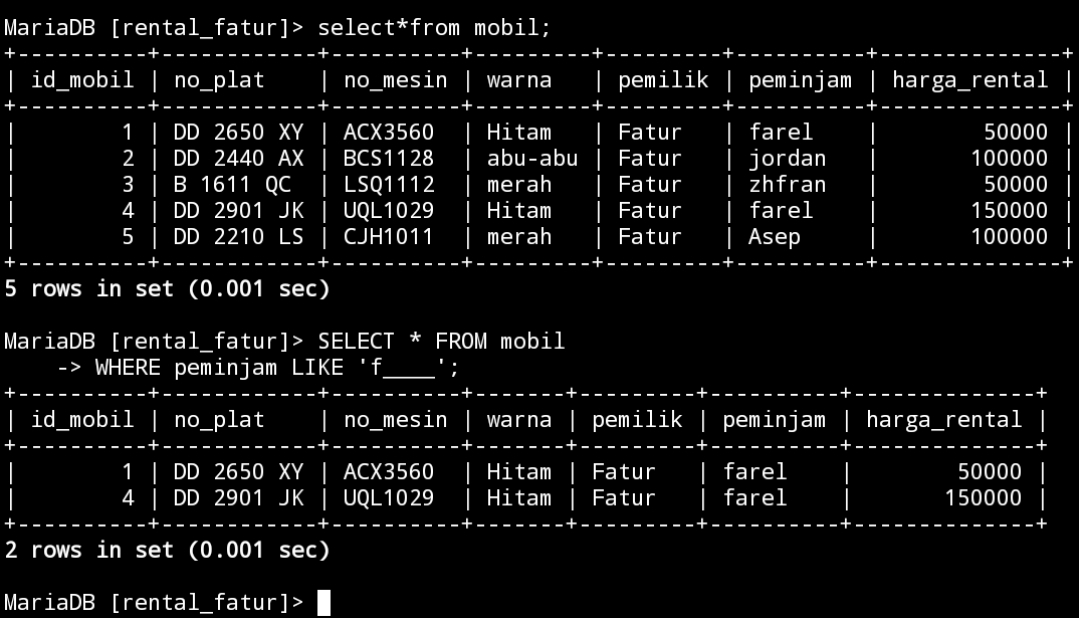 MariaDB [rental_fatur]> select*from mobil;
+----------+------------+----------+---------+---------+----------+--------------+
| id_mobil | no_plat    | no_mesin | warna   | pemilik | peminjam | harga_rental |
+----------+------------+----------+---------+---------+----------+--------------+
|        1 | DD 2650 XY | ACX3560  | Hitam   | Fatur   | farel    |        50000 |
|        2 | DD 2440 AX | BCS1128  | abu-abu | Fatur   | jordan   |       100000 |
|        3 | B 1611 QC  | LSQ1112  | merah   | Fatur   | zhfran   |        50000 |
|        4 | DD 2901 JK | UQL1029  | Hitam   | Fatur   | farel    |       150000 |
|        5 | DD 2210 LS | CJH1011  | merah   | Fatur   | Asep     |       100000 |
+----------+------------+----------+---------+---------+----------+--------------+
5 rows in set (0.001 sec)
MariaDB [rental_fatur]> SELECT * FROM mobil
    -> WHERE peminjam LIKE 'f____';
+----------+------------+----------+-------+---------+----------+--------------+
| id_mobil | no_plat    | no_mesin | warna | pemilik | peminjam | harga_rental |
+----------+------------+----------+-------+---------+----------+--------------+
|        1 | DD 2650 XY | ACX3560  | Hitam | Fatur   | farel    |        50000 |
|        4 | DD 2901 JK | UQL1029  | Hitam | Fatur   | farel    |       150000 |
+----------+------------+----------+-------+---------+----------+--------------+
2 rows in set (0.001 sec)
MariaDB [rental_fatur]>